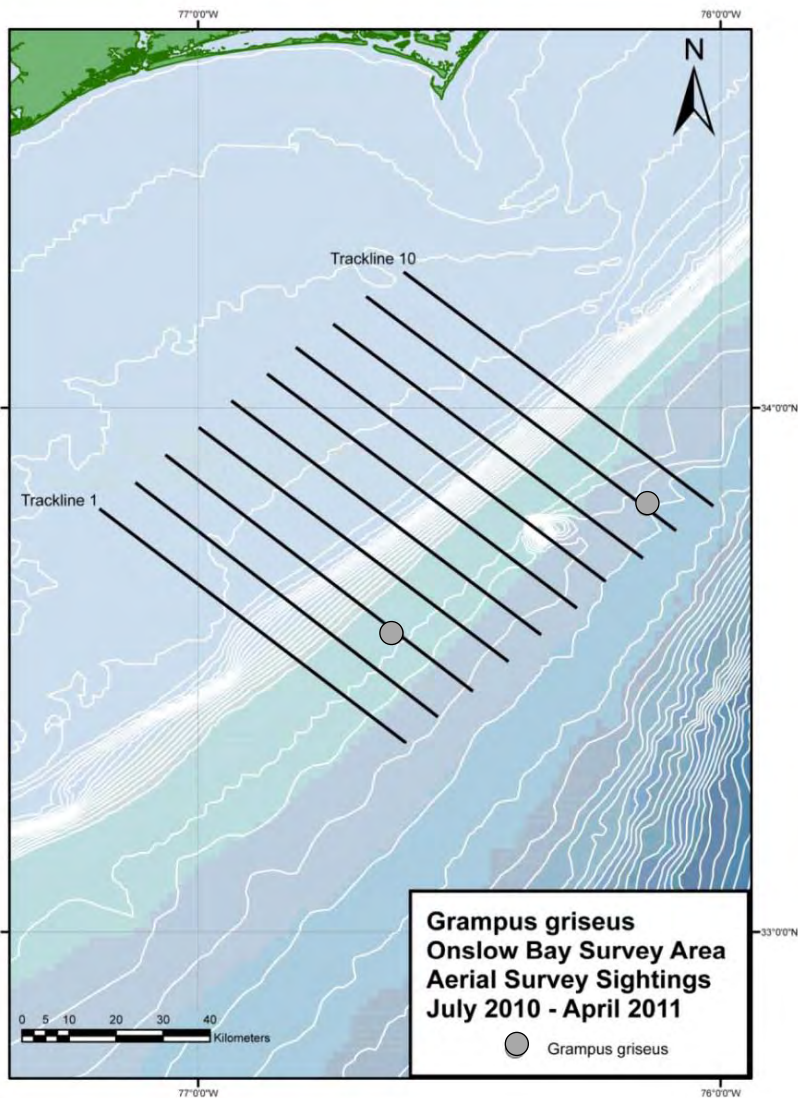 77°0'0"W
76°0'0"W
N
Trackline 10
34°0'0"N
Trackline 1
33°0'0"N
Grampus griseus
Onslow Bay Survey Area
Aerial Survey Sightings
July 2010 - April 2011
Grampus griseus
0 5 10 20 30 40
Kilometers
77°0'0"W
76°0'0"W